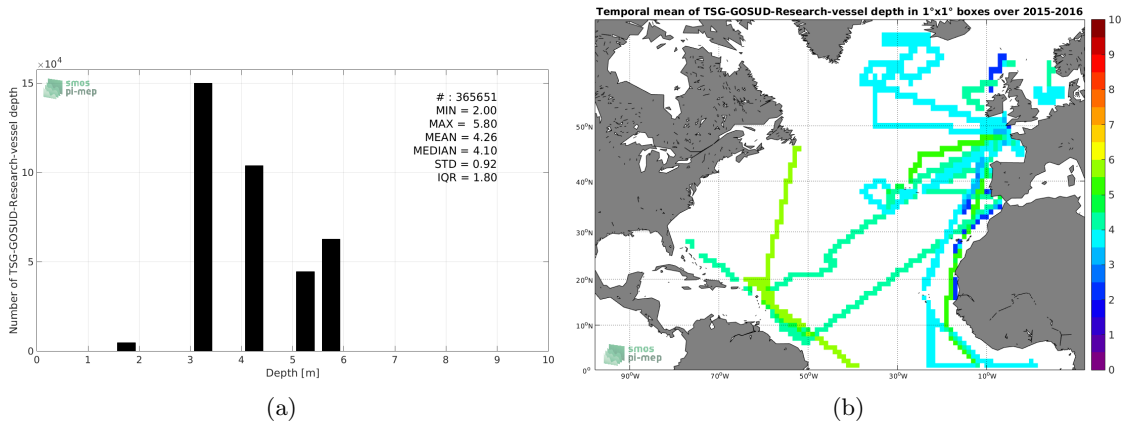 ×10⁴
15
10
5
0
Number of TSG-GOSUD-Research-vessel depth
smos
pi-mep
# : 365651
MIN = 2.00
MAX = 5.80
MEAN = 4.26
MEDIAN = 4.10
STD = 0.92
IQR = 1.80
0 1 2 3 4 5 6 7 8 9 10
Depth [m]
(a)
Temporal mean of TSG-GOSUD-Research-vessel depth in 1°x1° boxes over 2015-2016
50°N
40°N
30°N
20°N
10°N
0°
90°W 70°W 50°W 30°W 10°W
smos
pi-mep
10
9
8
7
6
5
4
3
2
1
0
(b)